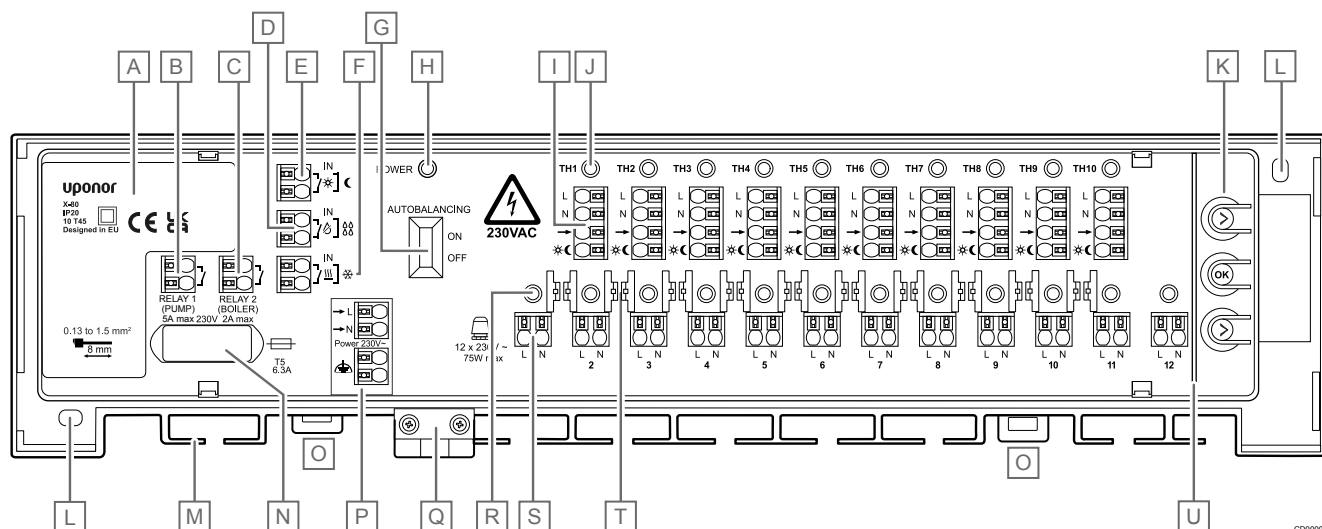 D G
A B C E F H I J K L
IN
POWER
TH1 TH2 TH3 TH4 TH5 TH6 TH7 TH8 TH9 TH10
uponor
X-80
IP20
10 T45
Designed in EU
CE UK CA
AUTOBALANCING
ON
OFF
230VAC
L L L L L L L L L L
N N N N N N N N N N
IN
IN
OK
RELAY 1
(PUMP)
5A max 230V
RELAY 2
(BOILER)
2A max
0.13 to 1.5 mm²
8 mm
T5
6.3A
L
N
Power 230V~
12 x 230V ~
75W max
L N L N L N L N L N L N L N L N L N L N L N L N
2 3 4 5 6 7 8 9 10 11 12
O O
L M N P Q R S T U